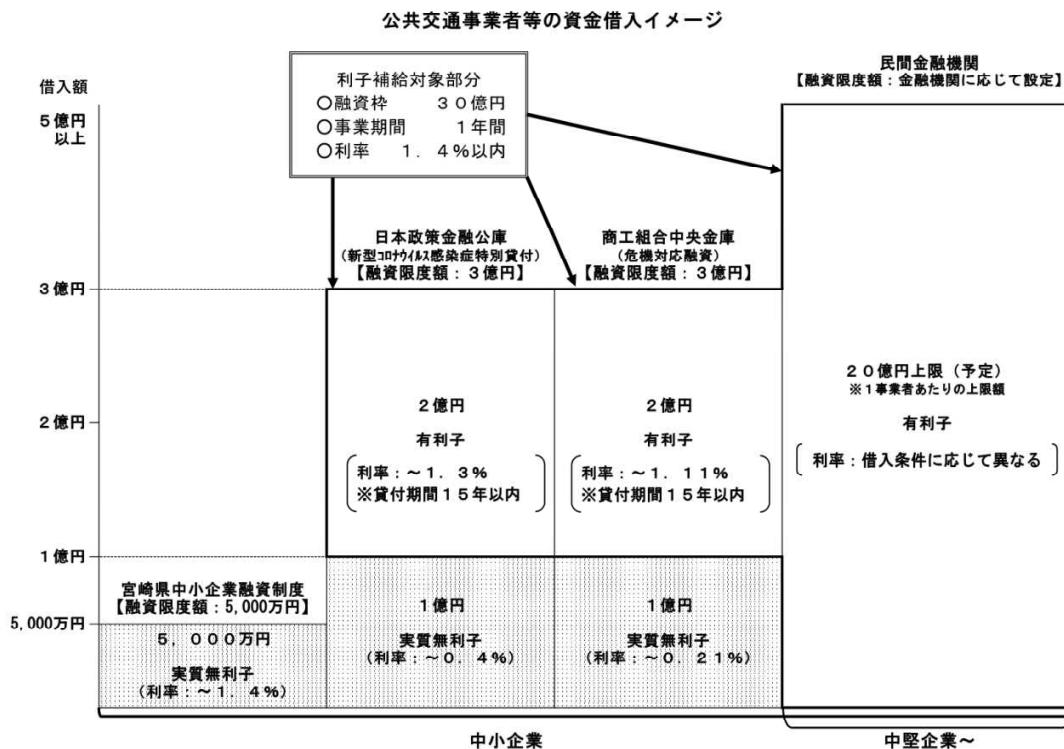 公共交通事業者等の資金借入イメージ
利子補給対象部分
○融資枠　　３０億円
○事業期間　　１年間
○利率　１．４％以内
民間金融機関
【融資限度額：金融機関に応じて設定】
借入額
５億円
以上
日本政策金融公庫
（新型コロナウイルス感染症特別貸付）
【融資限度額：３億円】
商工組合中央金庫
（危機対応融資）
【融資限度額：３億円】
３億円
２億円
１億円
5,000万円
２億円
有利子
利率：～１．３％
※貸付期間１５年以内
２億円
有利子
利率：～１．１１％
※貸付期間１５年以内
２０億円上限（予定）
※１事業者あたりの上限額
有利子
利率：借入条件に応じて異なる
宮崎県中小企業融資制度
【融資限度額：5,000万円】
５，０００万円
実質無利子
（利率：～１．４％）
１億円
実質無利子
（利率：～０．４％）
１億円
実質無利子
（利率：～０．２１％）
中小企業
中堅企業～